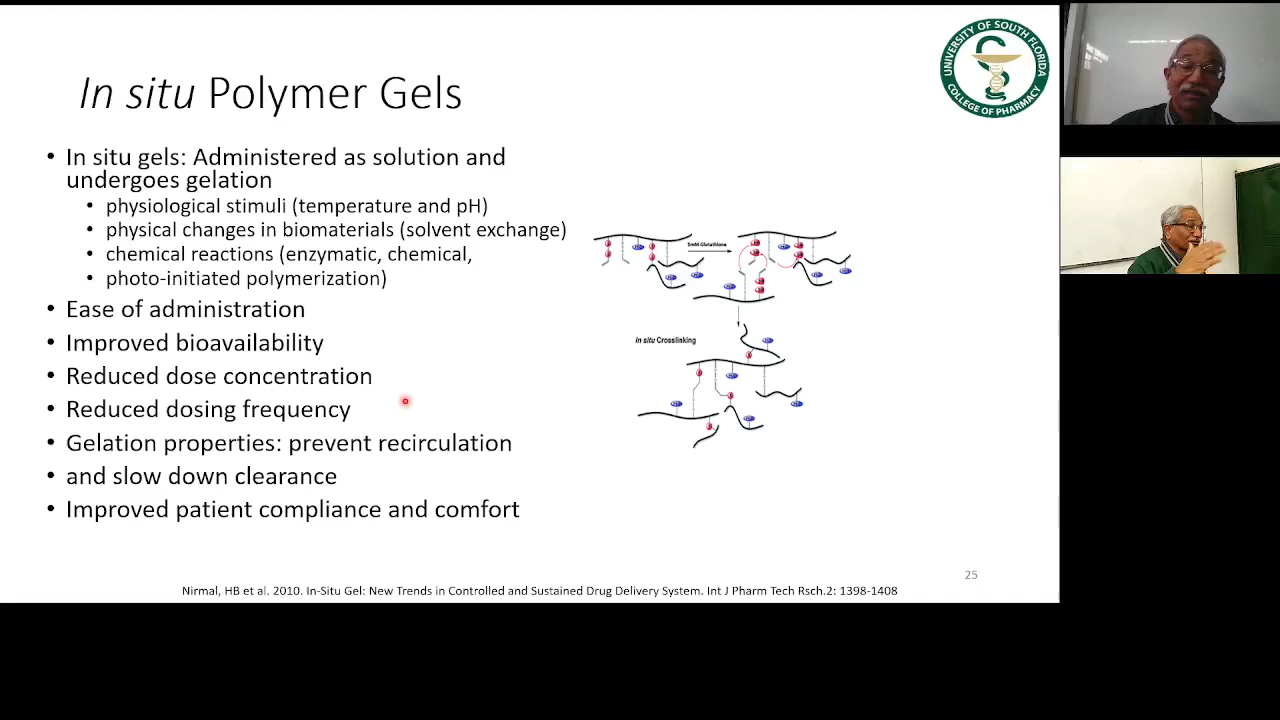 In situ Polymer Gels
UNIVERSITY OF SOUTH FLORIDA
COLLEGE OF PHARMACY
• In situ gels: Administered as solution and
undergoes gelation
• physiological stimuli (temperature and pH)
• physical changes in biomaterials (solvent exchange)
• chemical reactions (enzymatic, chemical,
• photo-initiated polymerization)
• Ease of administration
• Improved bioavailability
• Reduced dose concentration
• Reduced dosing frequency
• Gelation properties: prevent recirculation
• and slow down clearance
• Improved patient compliance and comfort
5mM Glutathione
In situ Crosslinking
25
Nirmal, HB et al. 2010. In-Situ Gel: New Trends in Controlled and Sustained Drug Delivery System. Int J Pharm Tech Rsch.2: 1398-1408